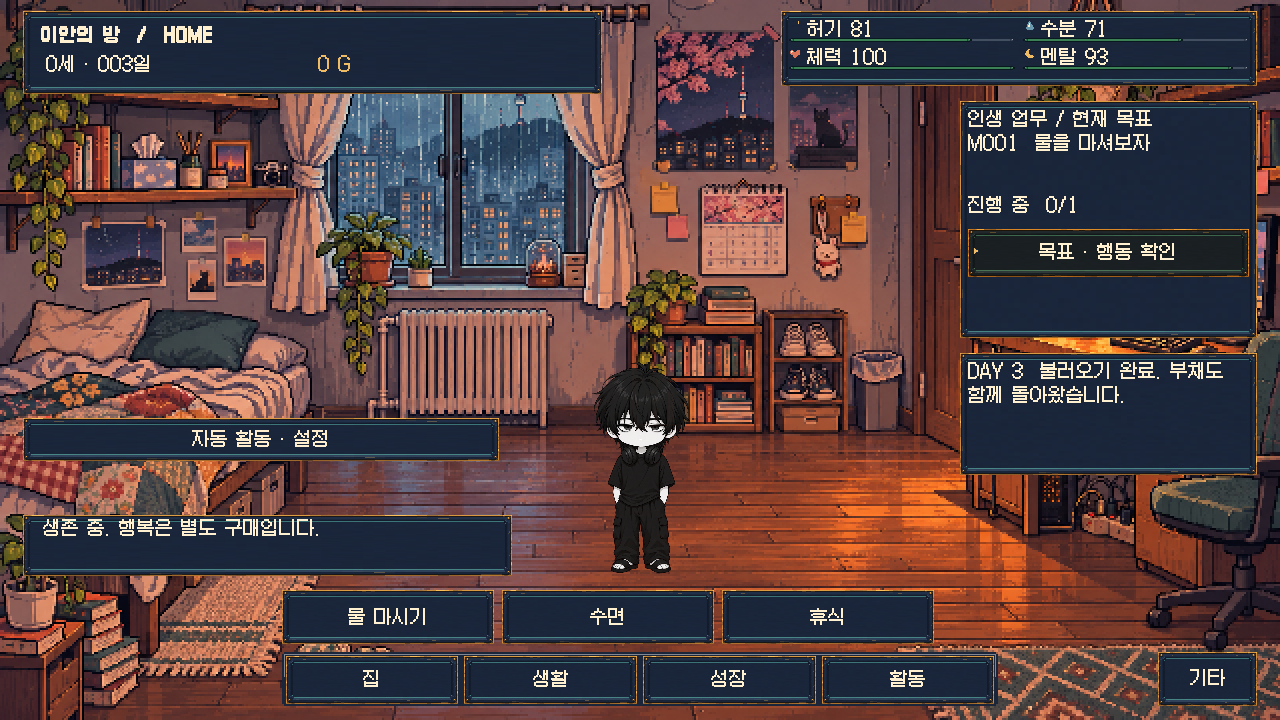 이안의 방 / HOME
0세 · 003일
0 G
허기 81
수분 71
체력 100
멘탈 93
인생 업무 / 현재 목표
M001 물을 마셔보자
진행 중 0/1
목표 · 행동 확인
DAY 3 불러오기 완료. 부채도
함께 돌아왔습니다.
자동 활동 · 설정
생존 중. 행복은 별도 구매입니다.
물 마시기
수면
휴식
집
생활
성장
활동
기타